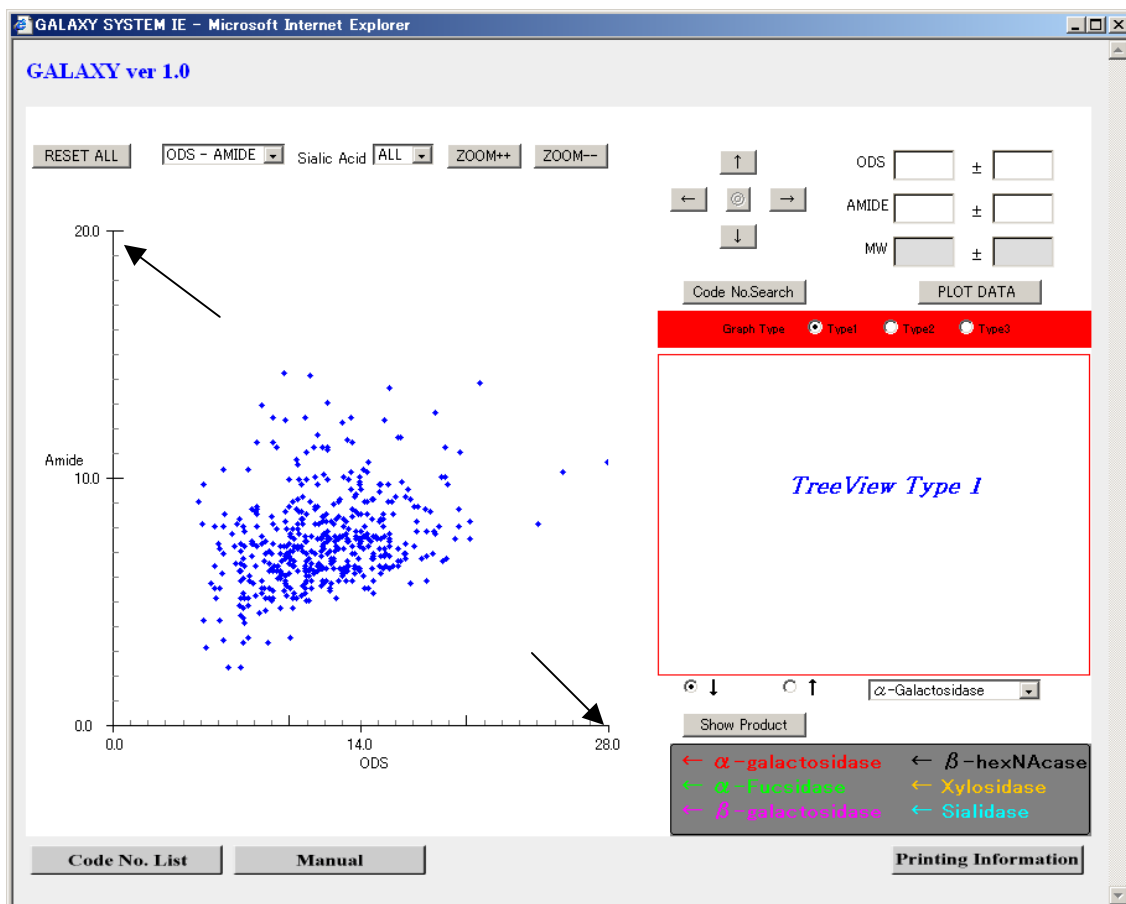 GALAXY SYSTEM IE - Microsoft Internet Explorer
GALAXY ver 1.0
RESET ALL
ODS - AMIDE
Sialic Acid
ALL
ZOOM++
ZOOM--
↑
← ◎ →
↓
ODS ±
AMIDE ±
MW ±
Code No.Search
PLOT DATA
Graph Type Type1 Type2 Type3
20.0
Amide
10.0
0.0
0.0 14.0 28.0
ODS
TreeView Type 1
↓ ↑ α-Galactosidase
Show Product
← α-galactosidase ← β-hexNAcase
← α-Fucsidase ← Xylosidase
← β-galactosidase ← Sialidase
Code No. List
Manual
Printing Information